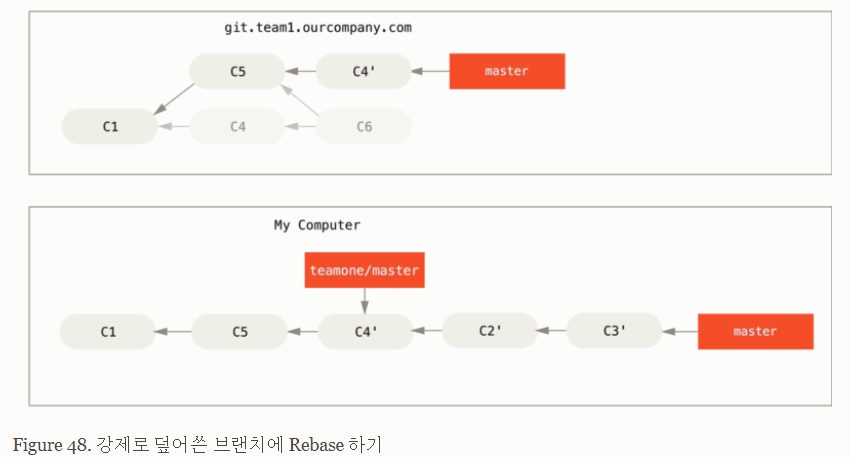 git.team1.ourcompany.com
C5 C4' master
C1 C4 C6
My Computer
teamone/master
C1 C5 C4' C2' C3' master
Figure 48. 강제로 덮어쓴 브랜치에 Rebase 하기